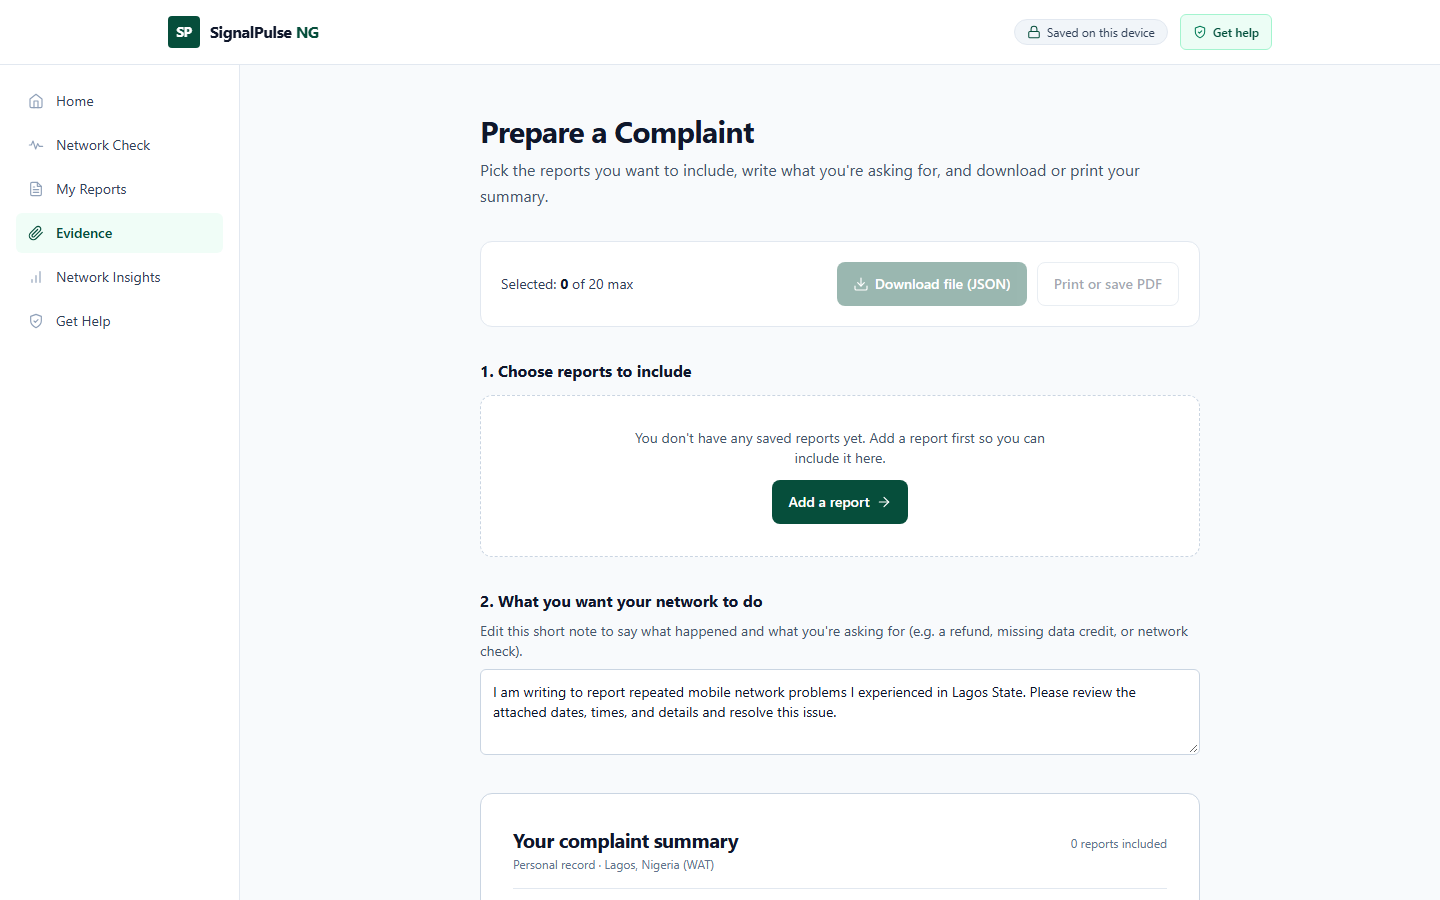 SP
SignalPulse NG
Saved on this device
Get help
Home
Network Check
My Reports
Evidence
Network Insights
Get Help
Prepare a Complaint
Pick the reports you want to include, write what you're asking for, and download or print your
summary.
Selected: 0 of 20 max
Download file (JSON)
Print or save PDF
1. Choose reports to include
You don't have any saved reports yet. Add a report first so you can
include it here.
Add a report →
2. What you want your network to do
Edit this short note to say what happened and what you're asking for (e.g. a refund, missing data credit, or network
check).
I am writing to report repeated mobile network problems I experienced in Lagos State. Please review the
attached dates, times, and details and resolve this issue.
Your complaint summary
0 reports included
Personal record · Lagos, Nigeria (WAT)